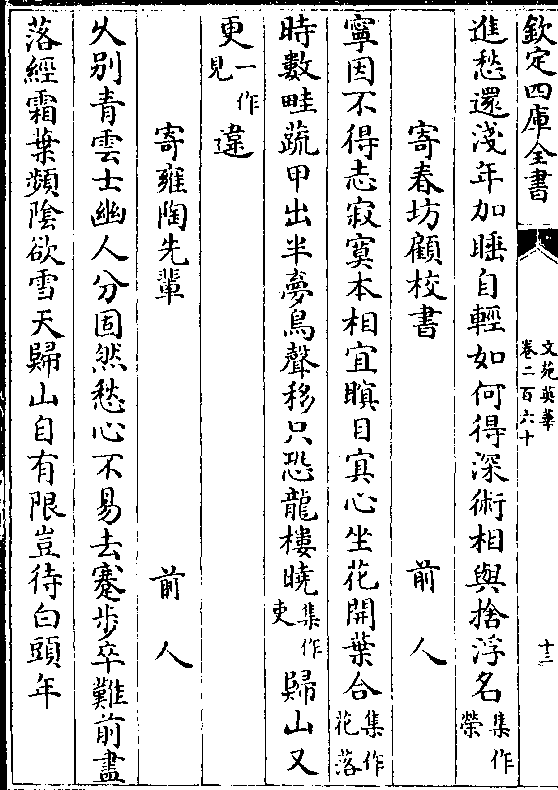 欽定四庫全書
文苑英華
卷二百六十
十三
進愁還淺年加睡自輕如何得深術相與捨浮名集作榮
寄春坊顧校書 前人
寧因不得志寂寞本相宜瞑目冥心坐花開葉合集作花落
時數畦蔬甲出半夢鳥聲移只恐龍樓曉集作吏歸山又
更一作見違
寄雍陶先輩 前人
久別青雲士幽人分固然愁心不易去蹇步卒難前盡
落經霜葉頻陰欲雪天歸山自有限豈待白頭年